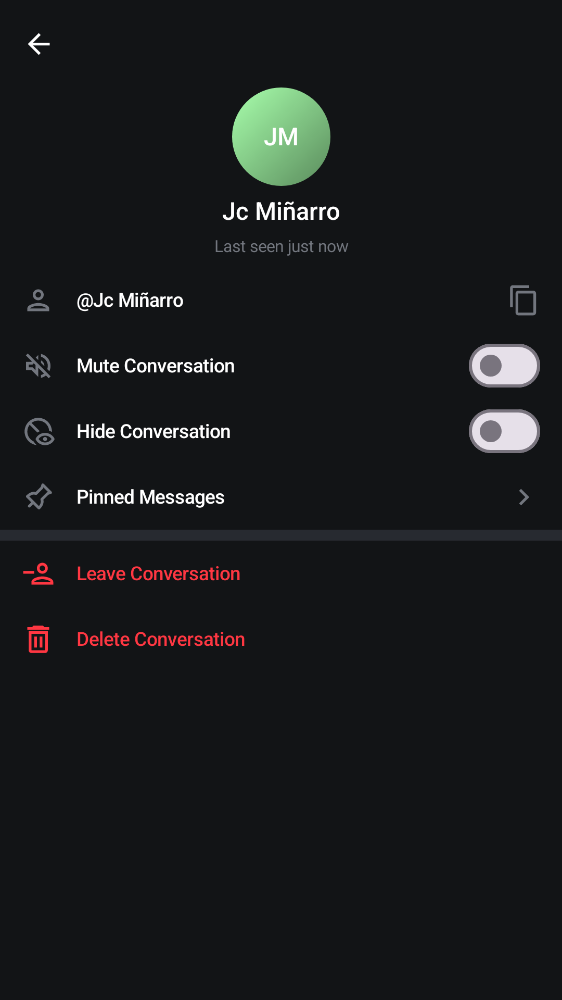 JM
Jc Miñarro
Last seen just now
@Jc Miñarro
Mute Conversation
Hide Conversation
Pinned Messages
Leave Conversation
Delete Conversation